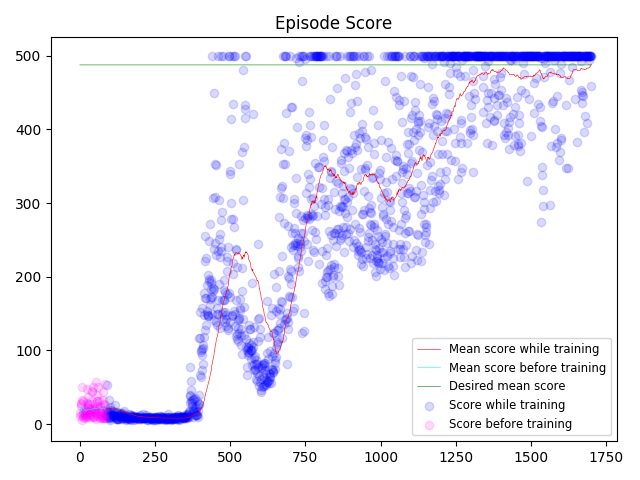 Episode Score
500
400
300
200
100
0
0 250 500 750 1000 1250 1500 1750
Mean score while training
Mean score before training
Desired mean score
Score while training
Score before training